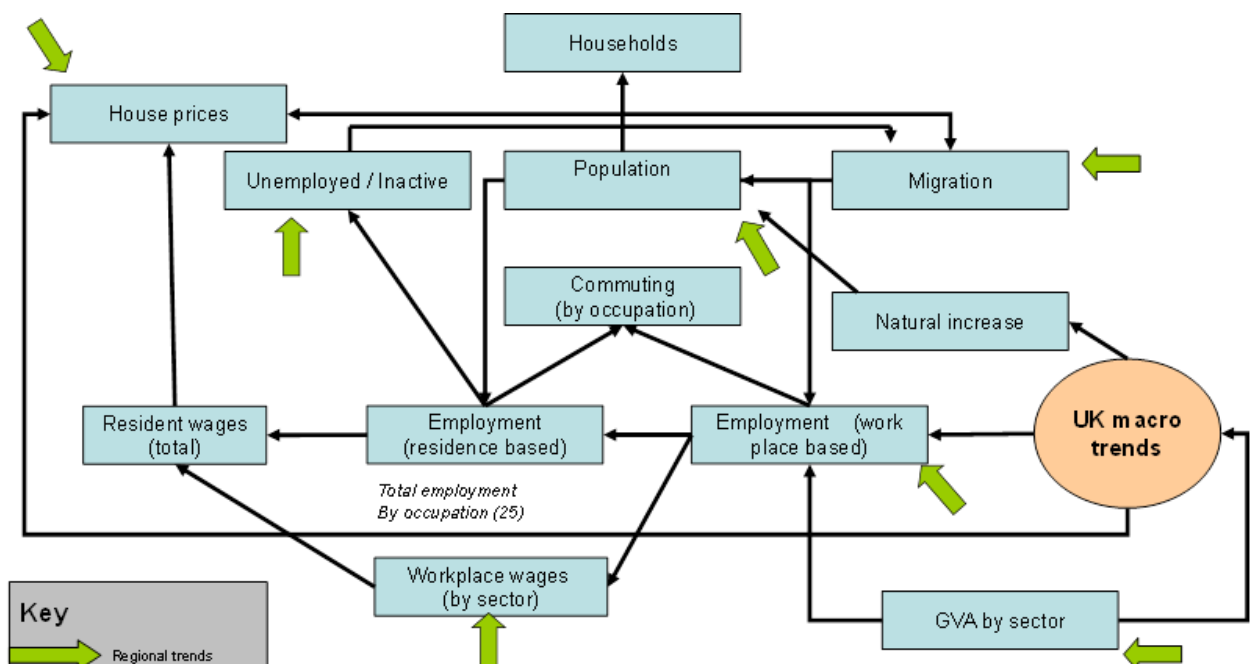 Households
House prices
Unemployed / Inactive
Population
Migration
Commuting
(by occupation)
Natural increase
Resident wages
(total)
Employment
(residence based)
Employment (work
place based)
UK macro
trends
Total employment
By occupation (25)
Workplace wages
(by sector)
GVA by sector
Key
Regional trends